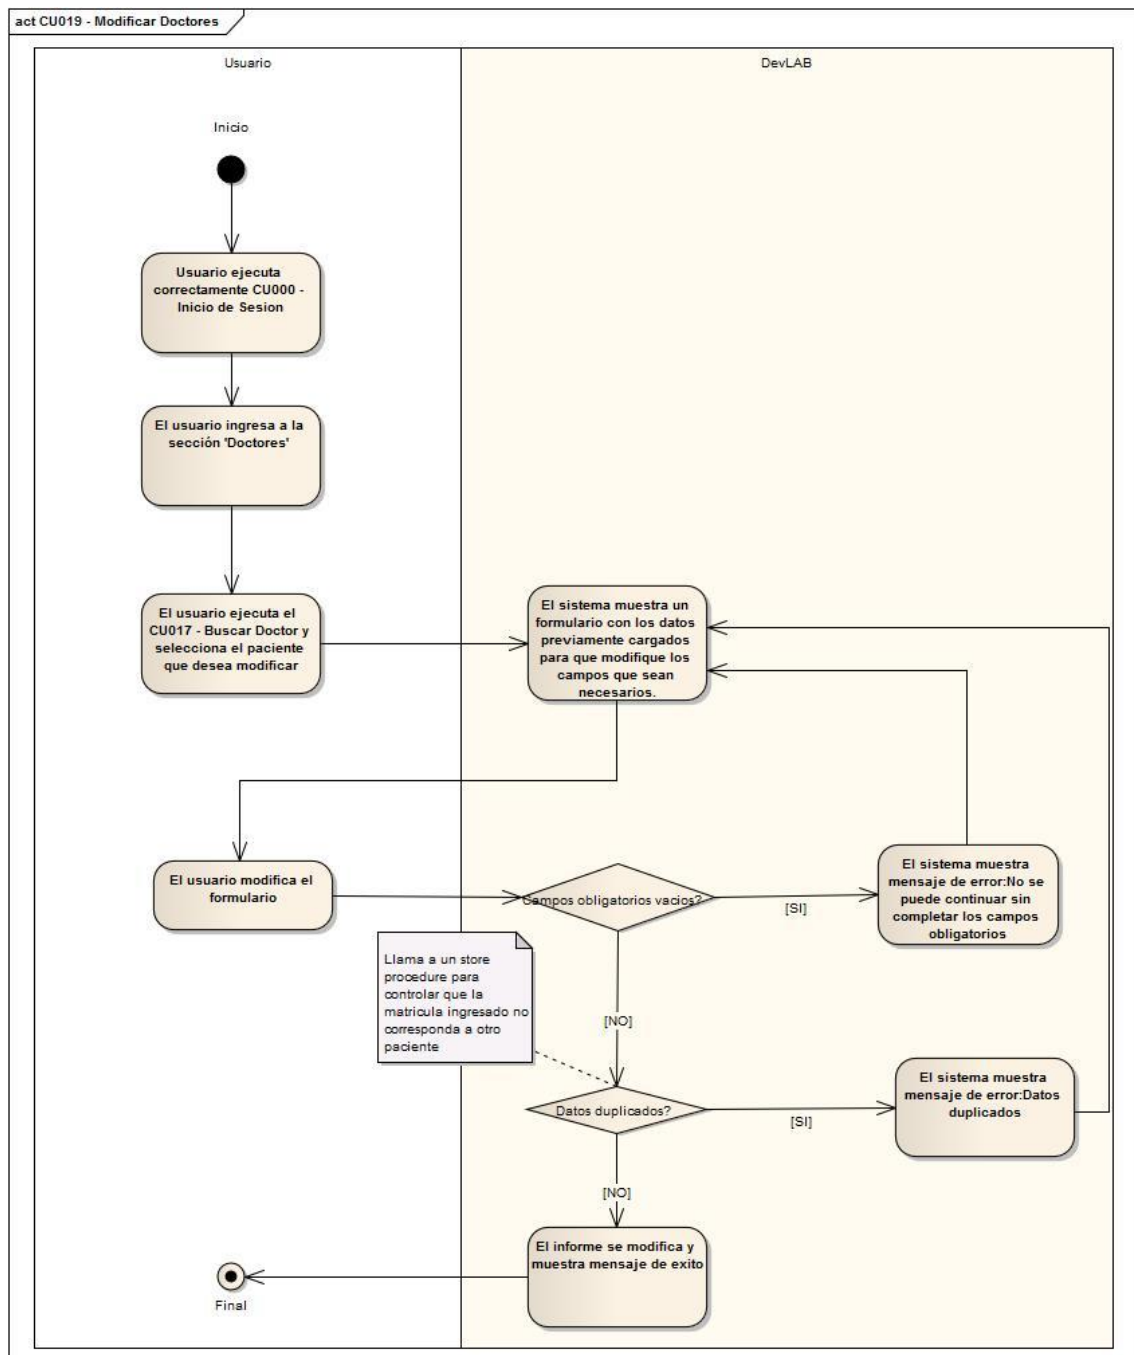 act CU019 - Modificar Doctores
Usuario
DevLAB
Inicio
Usuario ejecuta
correctamente CU000 -
Inicio de Sesion
El usuario ingresa a la
sección 'Doctores'
El usuario ejecuta el
CU017 - Buscar Doctor y
selecciona el paciente
que desea modificar
El sistema muestra un
formulario con los datos
previamente cargados
para que modifique los
campos que sean
necesarios.
El usuario modifica el
formulario
Campos obligatorios vacios?
[SI]
El sistema muestra
mensaje de error:No se
puede continuar sin
completar los campos
obligatorios
Llama a un store
procedure para
controlar que la
matricula ingresado no
corresponda a otro
paciente
[NO]
Datos duplicados?
[SI]
El sistema muestra
mensaje de error:Datos
duplicados
[NO]
El informe se modifica y
muestra mensaje de exito
Final